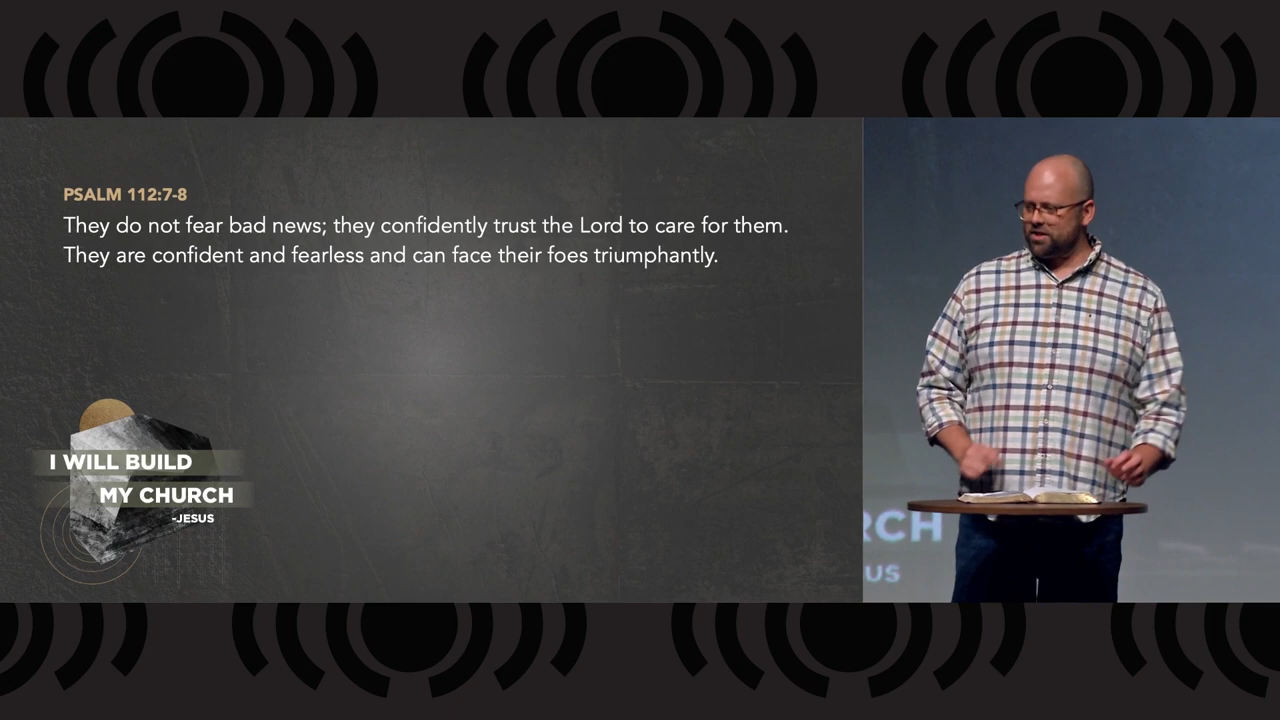 PSALM 112:7-8
They do not fear bad news; they confidently trust the Lord to care for them.
They are confident and fearless and can face their foes triumphantly.
I WILL BUILD
MY CHURCH
-JESUS
RCH
US